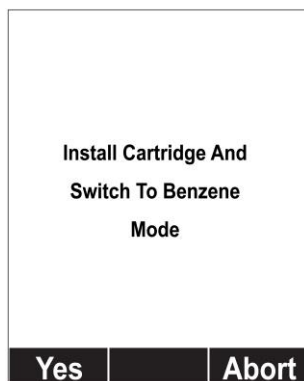 Install Cartridge And
Switch To Benzene
Mode
Yes Abort